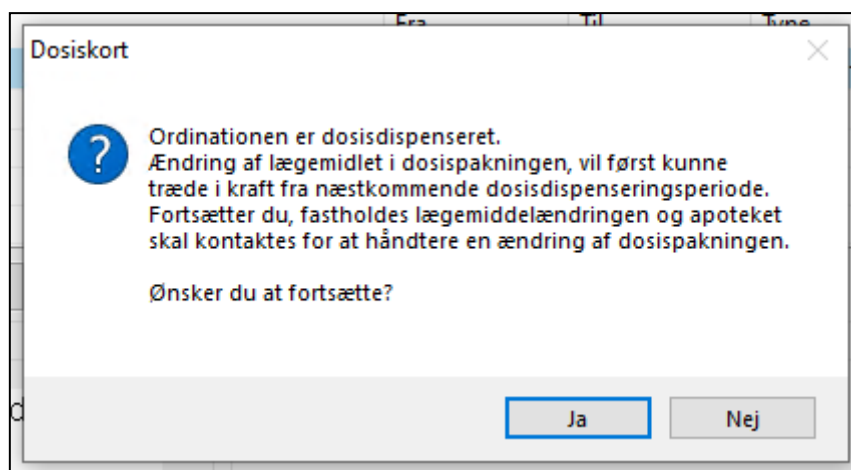 Fra Til Type
Dosiskort
Ordinationen er dosisdispenseret.
Ændring af lægemidlet i dosispakningen, vil først kunne
træde i kraft fra næstkommende dosisdispenseringsperiode.
Fortsætter du, fastholdes lægemiddelændringen og apoteket
skal kontaktes for at håndtere en ændring af dosispakningen.
Ønsker du at fortsætte?
Ja Nej